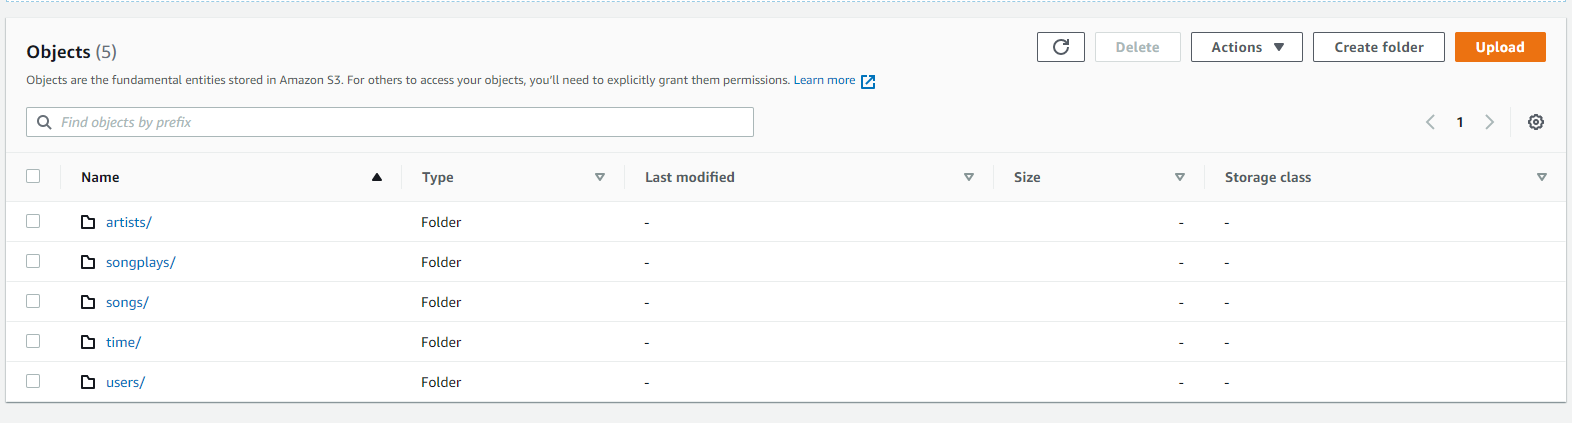 Objects (5)
Delete
Actions
Create folder
Upload
Objects are the fundamental entities stored in Amazon S3. For others to access your objects, you'll need to explicitly grant them permissions. Learn more
Find objects by prefix
1
Name Type Last modified Size Storage class
artists/ Folder - - -
songplays/ Folder - - -
songs/ Folder - - -
time/ Folder - - -
users/ Folder - - -